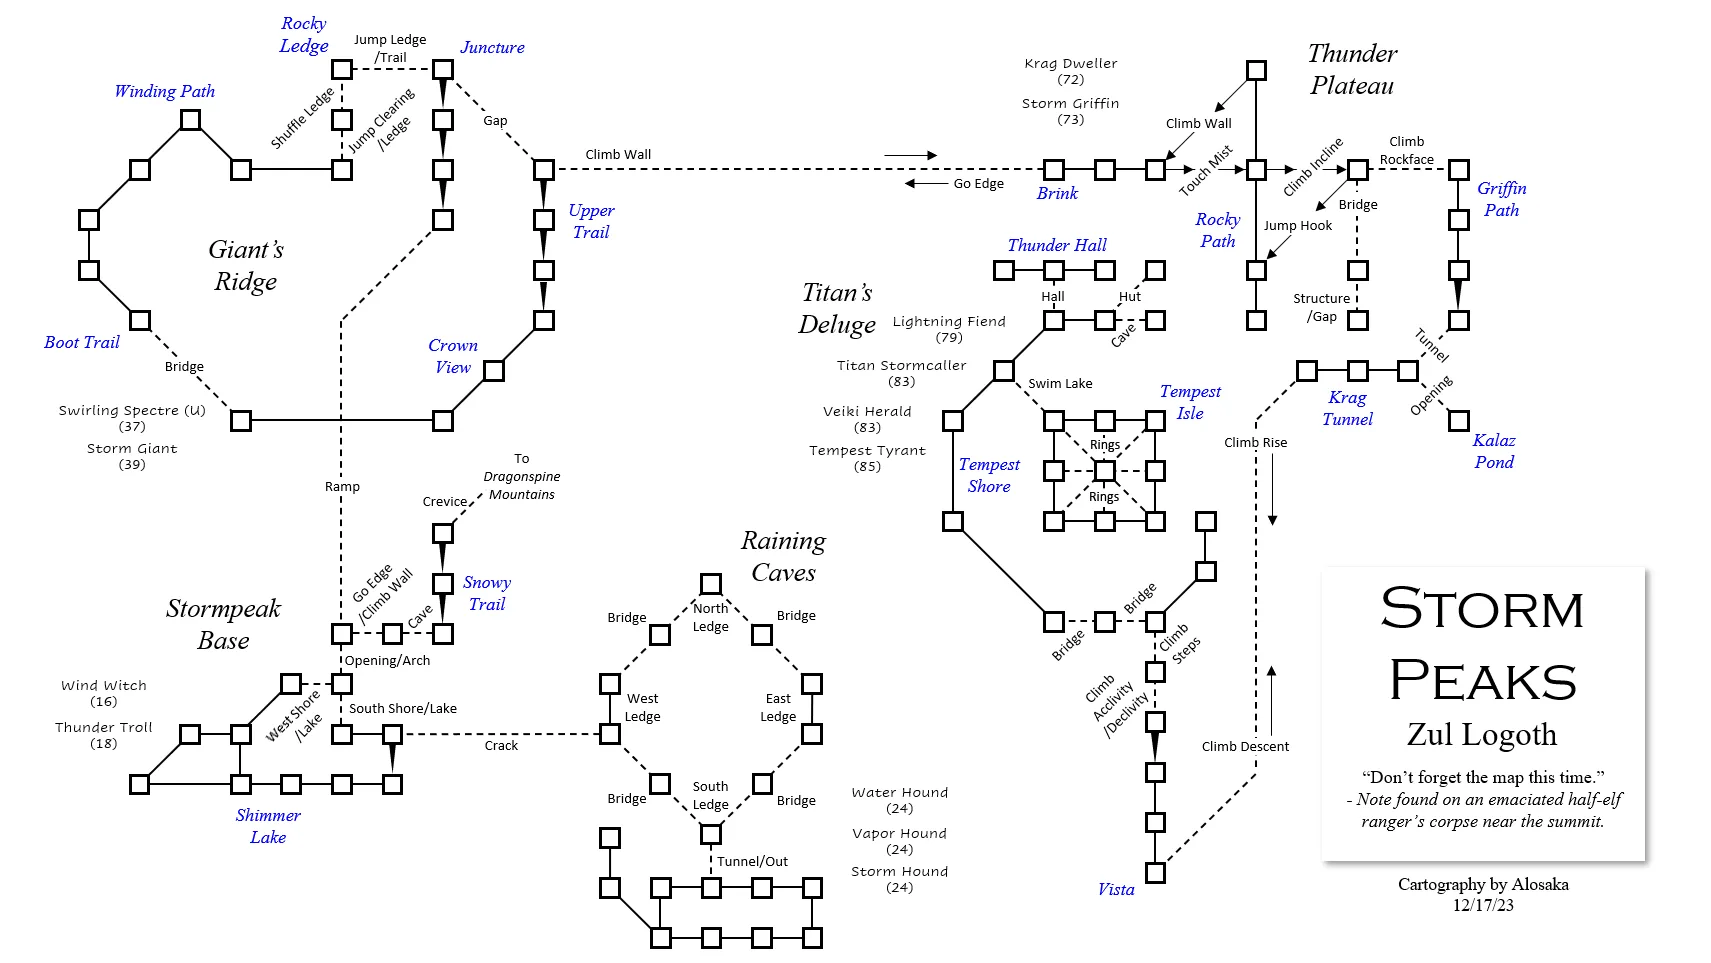 Rocky
Ledge
Jump Ledge
/Trail
Juncture
Winding Path
Shuffle Ledge
Jump Clearing
/Ledge
Gap
Climb Wall
Go Edge
Upper
Trail
Giant's
Ridge
Boot Trail
Bridge
Crown
View
Swirling Spectre (U)
(37)
Storm Giant
(39)
Ramp
To
Dragonspine
Mountains
Crevice
Snowy
Trail
Go Edge
/Climb Wall
Cave
Stormpeak
Base
Opening/Arch
Wind Witch
(16)
Thunder Troll
(18)
West Shore
/Lake
South Shore/Lake
Crack
Shimmer
Lake
Raining
Caves
Bridge
North
Ledge
Bridge
West
Ledge
East
Ledge
Bridge
South
Ledge
Bridge
Tunnel/Out
Water Hound
(24)
Vapor Hound
(24)
Storm Hound
(24)
Krag Dweller
(72)
Storm Griffin
(73)
Thunder
Plateau
Climb Wall
Brink
Touch Mist
Climb Incline
Climb
Rockface
Griffin
Path
Rocky
Path
Bridge
Jump Hook
Structure
/Gap
Tunnel
Opening
Krag
Tunnel
Kalaz
Pond
Thunder Hall
Titan's
Deluge
Hall
Hut
Cave
Lightning Fiend
(79)
Titan Stormcaller
(83)
Veiki Herald
(83)
Tempest Tyrant
(85)
Swim Lake
Tempest
Isle
Rings
Rings
Tempest
Shore
Climb Rise
Bridge
Bridge
Climb
Steps
Climb
Acclivity
/Declivity
Climb Descent
Vista
Storm
Peaks
Zul Logoth
“Don’t forget the map this time.”
- Note found on an emaciated half-elf
ranger’s corpse near the summit.
Cartography by Alosaka
12/17/23